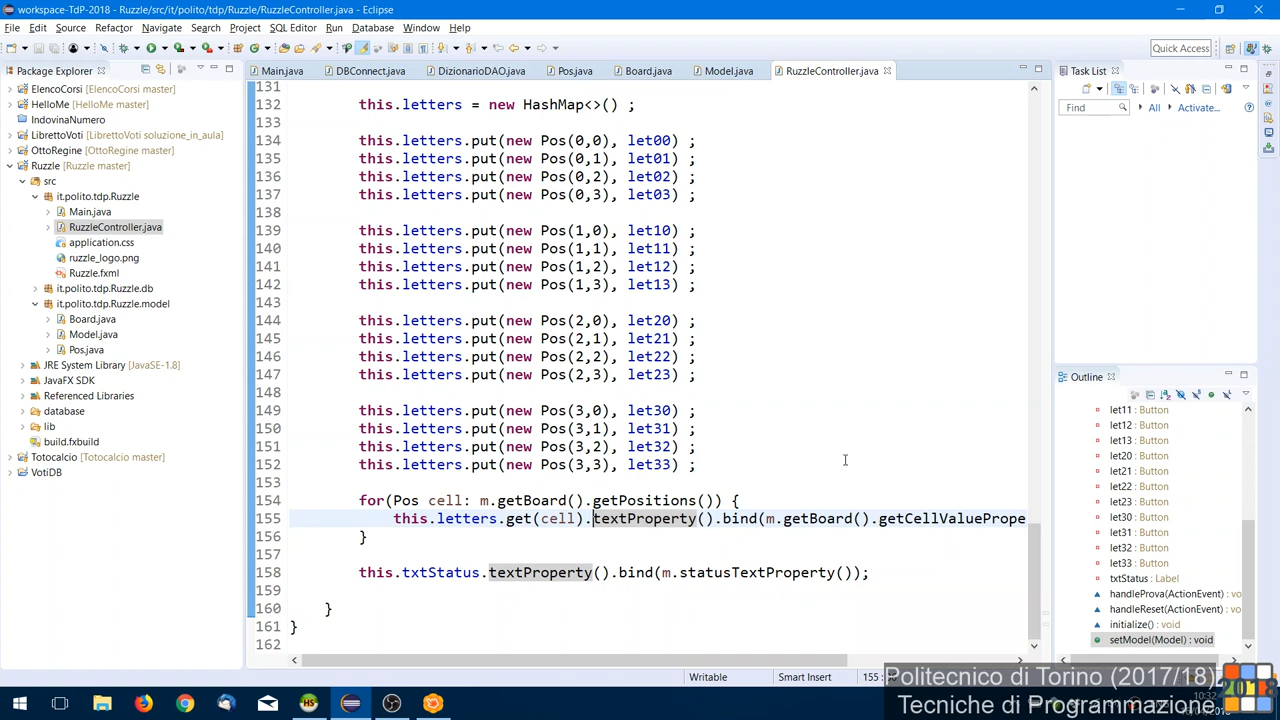 workspace-TdP-2018 - Ruzzle/src/it/polito/tdp/Ruzzle/RuzzleController.java - Eclipse
File Edit Source Refactor Navigate Search Project SQL Editor Run Database Window Help
Quick Access
Package Explorer
Main.java DBConnect.java DizionarioDAO.java Pos.java Board.java Model.java RuzzleController.java
Task List
Find All Activate...
ElencoCorsi [ElencoCorsi master]
HelloMe [HelloMe master]
IndovinaNumero
LibrettoVoti [LibrettoVoti soluzione_in_aula]
OttoRegine [OttoRegine master]
Ruzzle [Ruzzle master]
src
it.polito.tdp.Ruzzle
Main.java
RuzzleController.java
application.css
ruzzle_logo.png
Ruzzle.fxml
it.polito.tdp.Ruzzle.db
it.polito.tdp.Ruzzle.model
Board.java
Model.java
Pos.java
JRE System Library [JavaSE-1.8]
JavaFX SDK
Referenced Libraries
database
lib
build.fxbuild
Totocalcio [Totocalcio master]
VotiDB
131
132 this.letters = new HashMap<>() ;
133
134 this.letters.put(new Pos(0,0), let00) ;
135 this.letters.put(new Pos(0,1), let01) ;
136 this.letters.put(new Pos(0,2), let02) ;
137 this.letters.put(new Pos(0,3), let03) ;
138
139 this.letters.put(new Pos(1,0), let10) ;
140 this.letters.put(new Pos(1,1), let11) ;
141 this.letters.put(new Pos(1,2), let12) ;
142 this.letters.put(new Pos(1,3), let13) ;
143
144 this.letters.put(new Pos(2,0), let20) ;
145 this.letters.put(new Pos(2,1), let21) ;
146 this.letters.put(new Pos(2,2), let22) ;
147 this.letters.put(new Pos(2,3), let23) ;
148
149 this.letters.put(new Pos(3,0), let30) ;
150 this.letters.put(new Pos(3,1), let31) ;
151 this.letters.put(new Pos(3,2), let32) ;
152 this.letters.put(new Pos(3,3), let33) ;
153
154 for(Pos cell: m.getBoard().getPositions()) {
155 this.letters.get(cell).textProperty().bind(m.getBoard().getCellValuePrope
156 }
157
158 this.txtStatus.textProperty().bind(m.statusTextProperty());
159
160 }
161 }
162
Outline
let11 : Button
let12 : Button
let13 : Button
let20 : Button
let21 : Button
let22 : Button
let23 : Button
let30 : Button
let31 : Button
let32 : Button
let33 : Button
txtStatus : Label
handleProva(ActionEvent) : vo
handleReset(ActionEvent) : vo
initialize() : void
setModel(Model) : void
Writable Smart Insert 155 :
Politecnico di Torino (2017/18)
Tecniche di Programmazione
2018
10:32